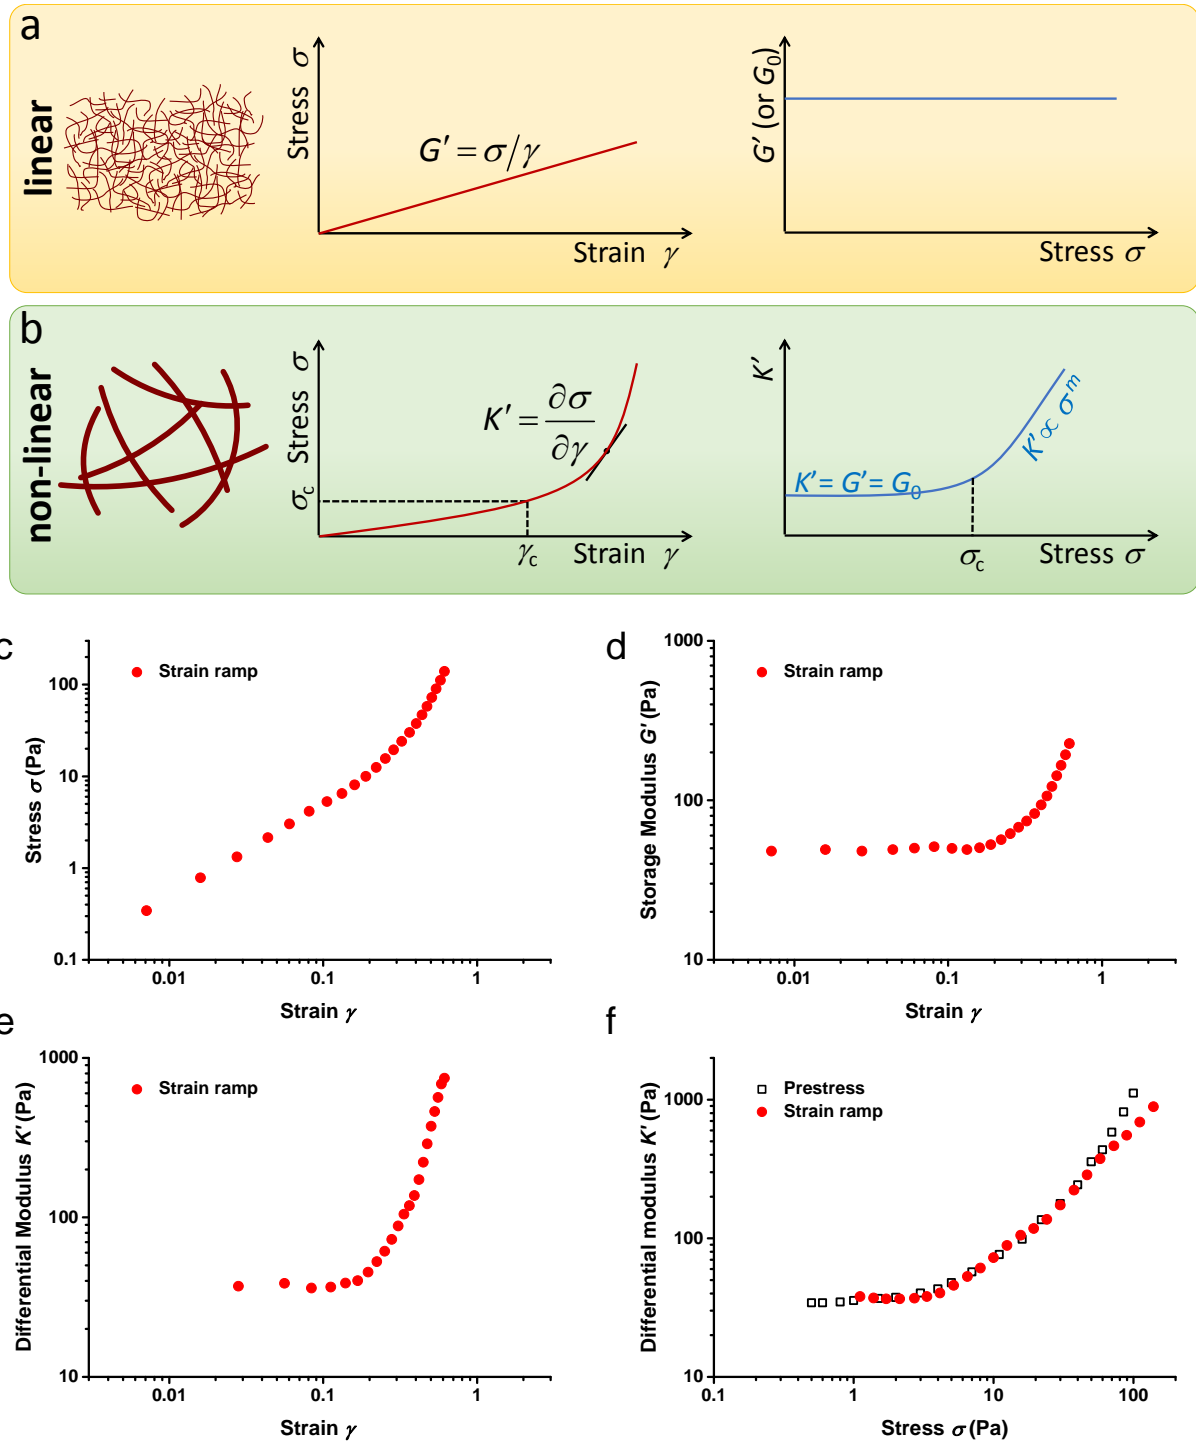 a
linear
Stress σ
G' = σ/γ
Strain γ
G' (or G₀)
Stress σ
b
non-linear
Stress σ
σc
K' = ∂σ/∂γ
γc
Strain γ
K'
K' = G' = G₀
K' ∝ σᵐ
σc
Stress σ
c
Strain ramp
100
10
1
0.1
0.01
0.1
1
Stress σ (Pa)
Strain γ
d
Strain ramp
1000
100
10
0.01
0.1
1
Storage Modulus G' (Pa)
Strain γ
e
Strain ramp
1000
100
10
0.01
0.1
1
Differential Modulus K' (Pa)
Strain γ
f
Prestress
Strain ramp
1000
100
10
0.1
1
10
100
Differential modulus K' (Pa)
Stress σ (Pa)